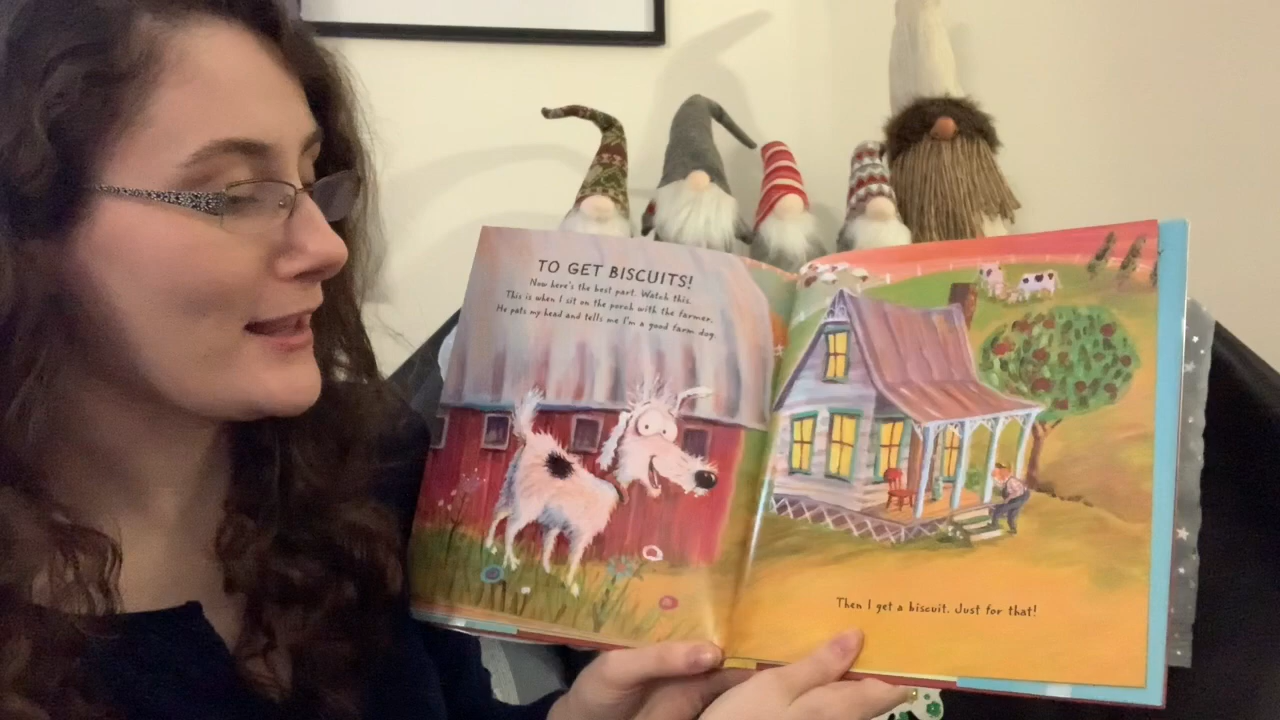 TO GET BISCUITS!
Now here's the best part. Watch this.
This is when I sit on the porch with the farmer.
He pats my head and tells me I'm a good farm dog.
Then I get a biscuit. Just for that!